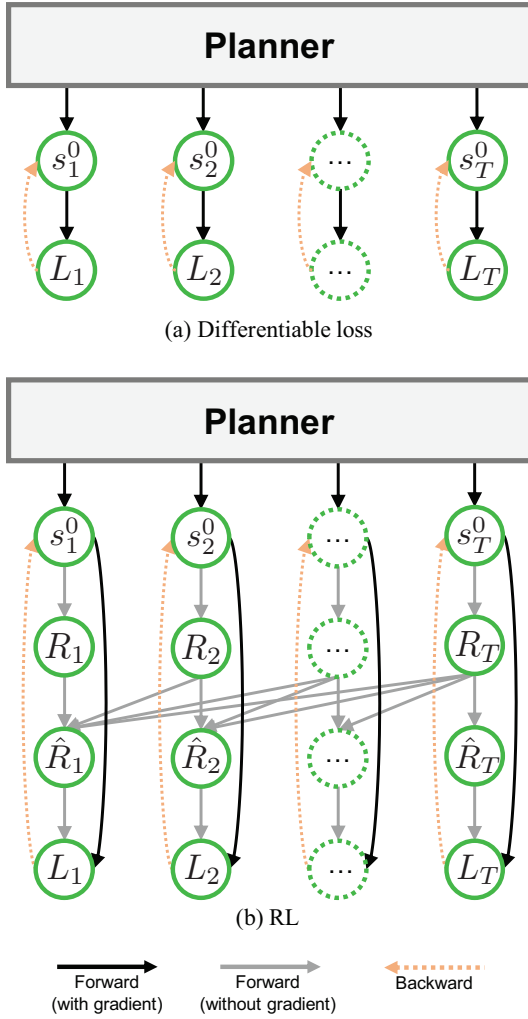 Planner
s_1^0 s_2^0 ... s_T^0
L_1 L_2 ... L_T
(a) Differentiable loss
Planner
s_1^0 s_2^0 ... s_T^0
R_1 R_2 ... R_T
R̂_1 R̂_2 ... R̂_T
L_1 L_2 ... L_T
(b) RL
Forward Forward Backward
(with gradient) (without gradient)